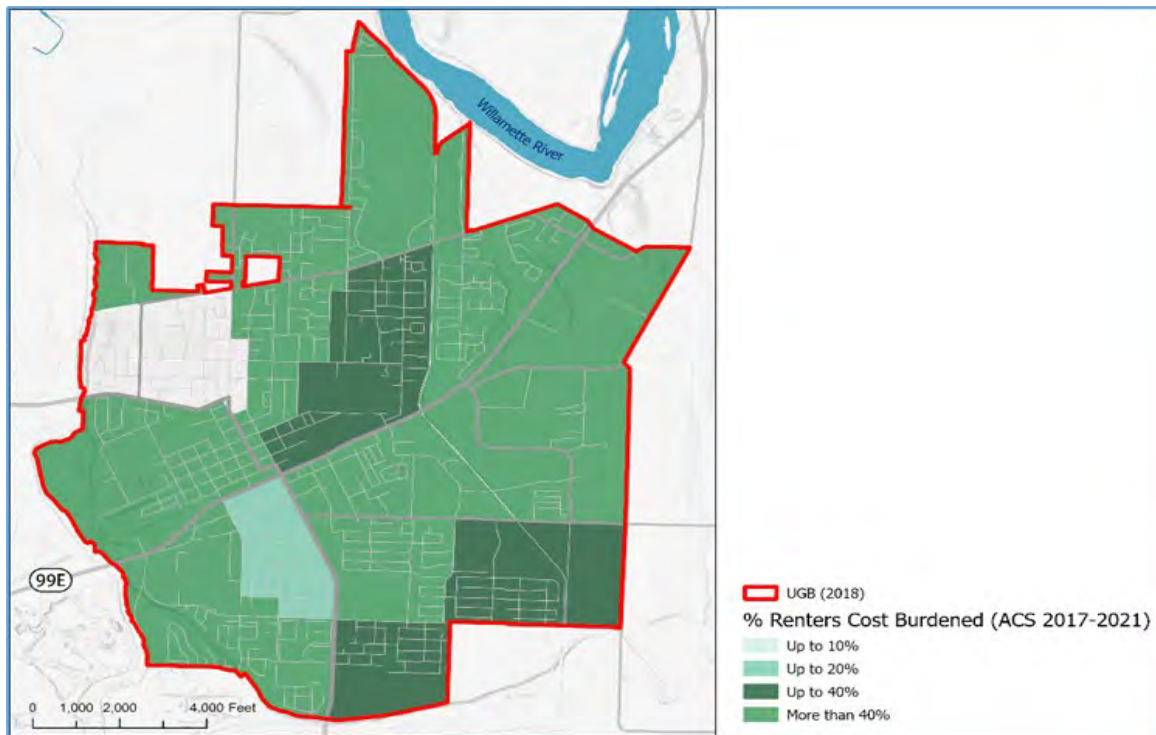 Willamette River
99E
0 1,000 2,000 4,000 Feet
UGB (2018)
% Renters Cost Burdened (ACS 2017-2021)
Up to 10%
Up to 20%
Up to 40%
More than 40%